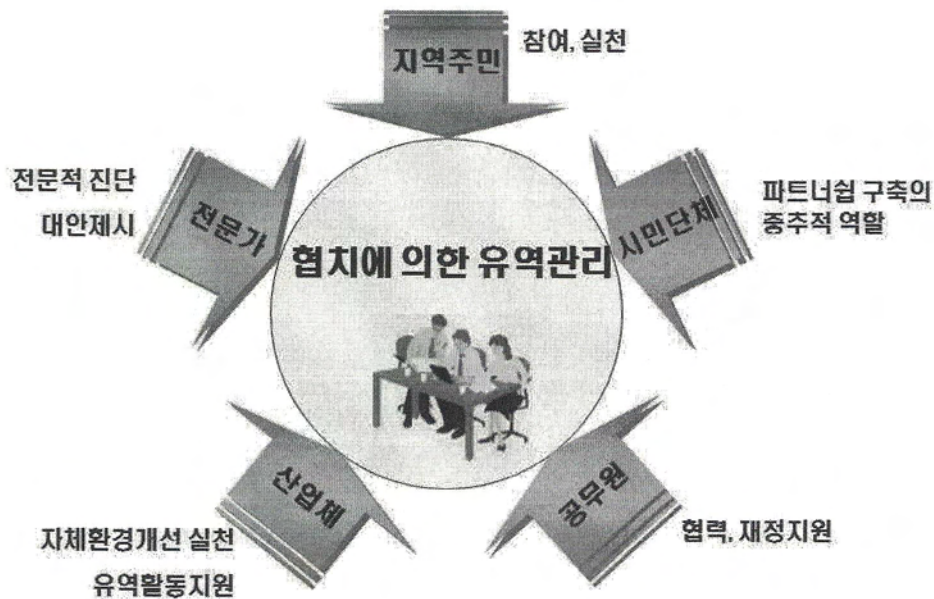 지역주민
참여, 실천
전문적 진단
대안제시
전문가
시민단체
파트너쉽 구축의
중추적 역할
협치에 의한 유역관리
산업체
자체환경개선 실천
유역활동지원
공무원
협력, 재정지원